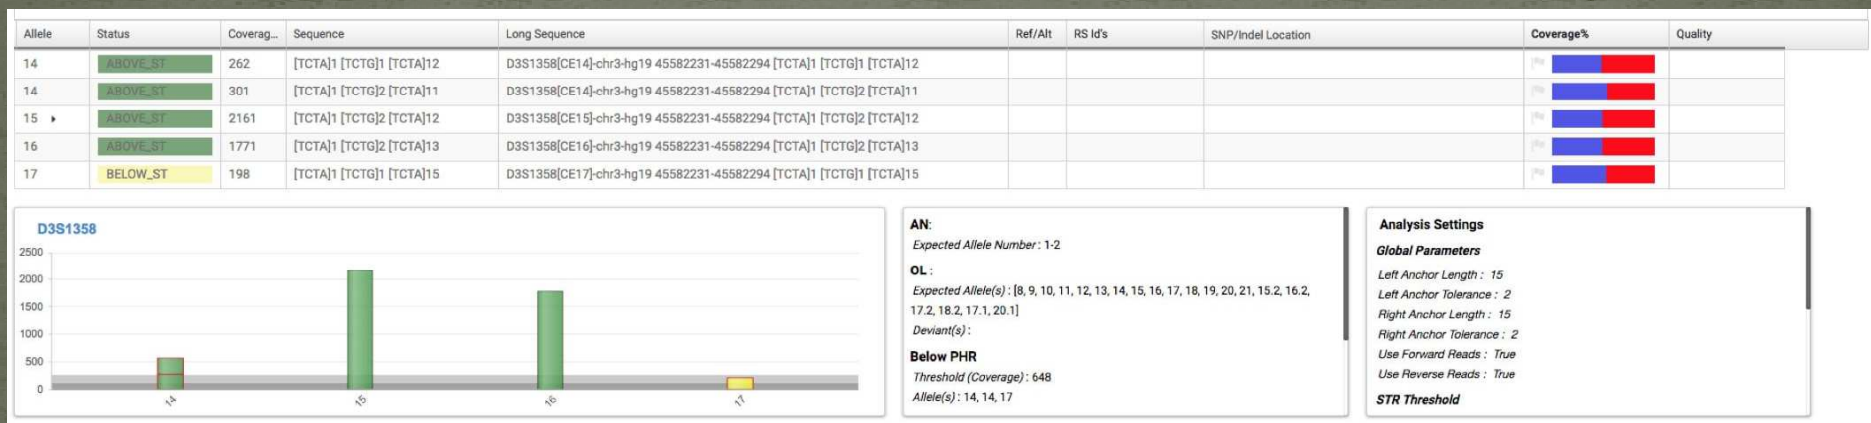 Allele Status Coverag... Sequence Long Sequence Ref/Alt RS Id's SNP/Indel Location Coverage% Quality
14 ABOVE_ST 262 [TCTA]1 [TCTG]1 [TCTA]12 D3S1358[CE14]-chr3-hg19 45582231-45582294 [TCTA]1 [TCTG]1 [TCTA]12
14 ABOVE_ST 301 [TCTA]1 [TCTG]2 [TCTA]11 D3S1358[CE14]-chr3-hg19 45582231-45582294 [TCTA]1 [TCTG]2 [TCTA]11
15 ABOVE_ST 2161 [TCTA]1 [TCTG]2 [TCTA]12 D3S1358[CE15]-chr3-hg19 45582231-45582294 [TCTA]1 [TCTG]2 [TCTA]12
16 ABOVE_ST 1771 [TCTA]1 [TCTG]2 [TCTA]13 D3S1358[CE16]-chr3-hg19 45582231-45582294 [TCTA]1 [TCTG]2 [TCTA]13
17 BELOW_ST 198 [TCTA]1 [TCTG]1 [TCTA]15 D3S1358[CE17]-chr3-hg19 45582231-45582294 [TCTA]1 [TCTG]1 [TCTA]15
D3S1358
2500
2000
1500
1000
500
0
14 15 16 17
AN:
Expected Allele Number : 1-2
OL :
Expected Allele(s) : [8, 9, 10, 11, 12, 13, 14, 15, 16, 17, 18, 19, 20, 21, 15.2, 16.2,
17.2, 18.2, 17.1, 20.1]
Deviant(s) :
Below PHR
Threshold (Coverage) : 648
Allele(s) : 14, 14, 17
Analysis Settings
Global Parameters
Left Anchor Length : 15
Left Anchor Tolerance : 2
Right Anchor Length : 15
Right Anchor Tolerance : 2
Use Forward Reads : True
Use Reverse Reads : True
STR Threshold